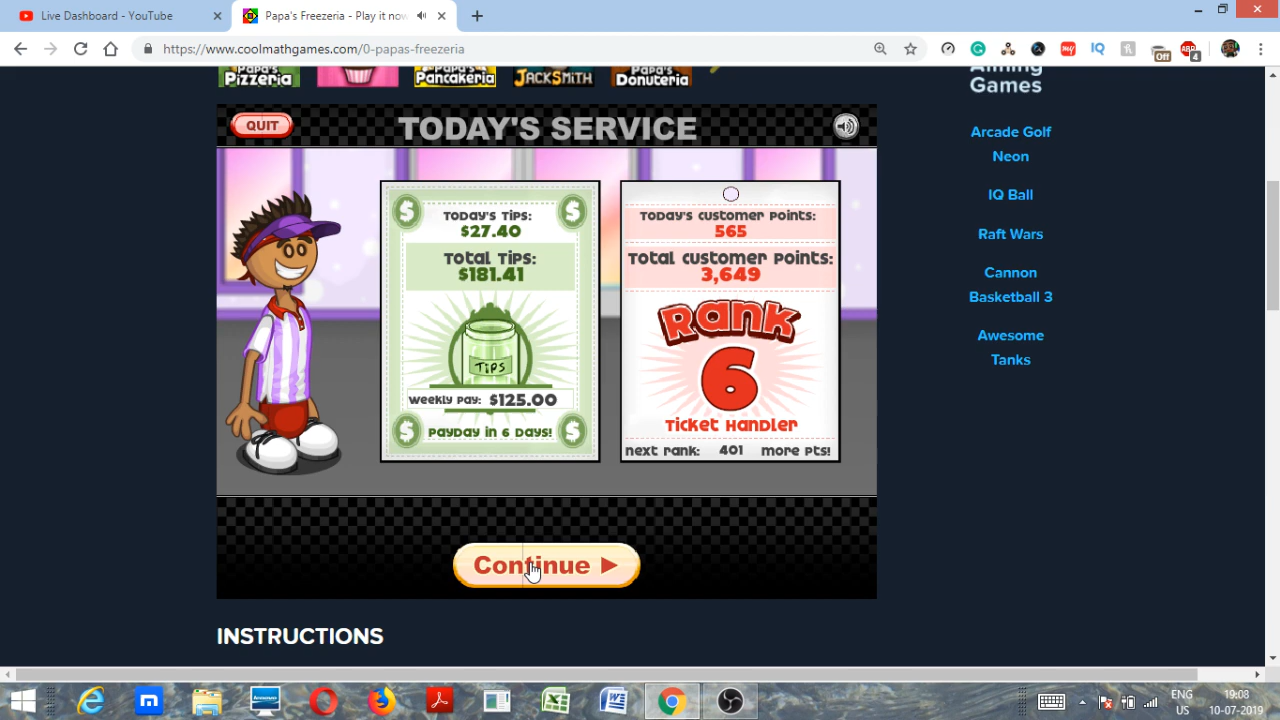 Live Dashboard - YouTube
Papa's Freezeria - Play it now
https://www.coolmathgames.com/0-papas-freezeria
Off
4
PAPA'S Pizzeria
PAPA'S Pancakeria
JACKSMITH
PAPA'S Donuteria
Aiming
Games
Arcade Golf
Neon
IQ Ball
Raft Wars
Cannon
Basketball 3
Awesome
Tanks
QUIT
TODAY'S SERVICE
Today's Tips:
$27.40
Total Tips:
$181.41
TIPS
Weekly Pay: $125.00
Payday in 6 days!
Today's Customer Points:
565
Total Customer Points:
3,649
Rank
6
Ticket Handler
next rank: 401 more pts!
Continue
INSTRUCTIONS
ENG
US
19:08
10-07-2019